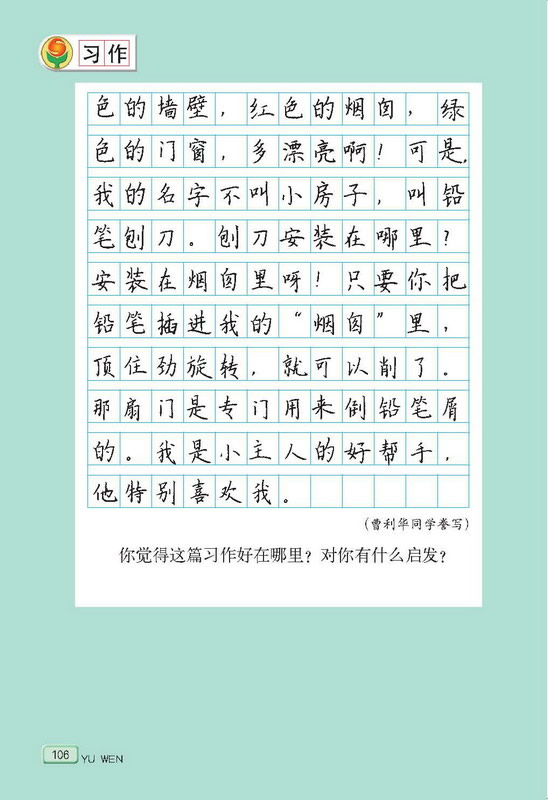 习作
色的墙壁，红色的烟囱，绿
色的门窗，多漂亮啊！可是，
我的名字不叫小房子，叫铅
笔刨刀。刨刀安装在哪里？
安装在烟囱里呀！只要你把
铅笔插进我的“烟囱”里，
顶住劲旋转，就可以削了。
那扇门是专门用来倒铅笔屑
的。我是小主人的好帮手，
他特别喜欢我。
（曹利华同学誊写）
你觉得这篇习作好在哪里？对你有什么启发？
106 YU WEN